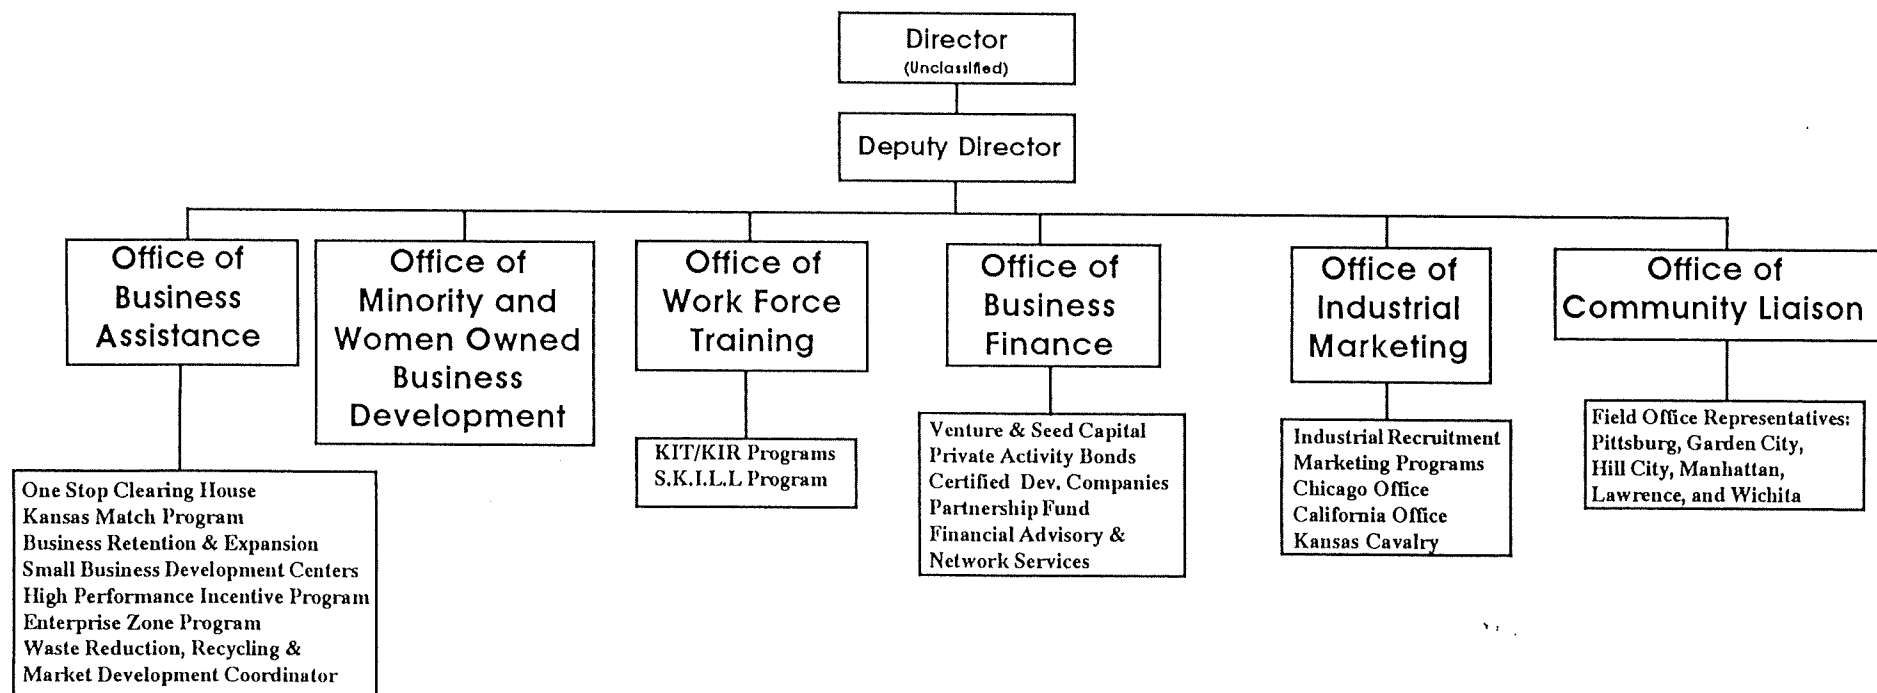 Director
(Unclassified)
Deputy Director
Office of
Business
Assistance
Office of
Minority and
Women Owned
Business
Development
Office of
Work Force
Training
Office of
Business
Finance
Office of
Industrial
Marketing
Office of
Community Liaison
One Stop Clearing House
Kansas Match Program
Business Retention & Expansion
Small Business Development Centers
High Performance Incentive Program
Enterprise Zone Program
Waste Reduction, Recycling &
Market Development Coordinator
KIT/KIR Programs
S.K.I.L.L Program
Venture & Seed Capital
Private Activity Bonds
Certified Dev. Companies
Partnership Fund
Financial Advisory &
Network Services
Industrial Recruitment
Marketing Programs
Chicago Office
California Office
Kansas Cavalry
Field Office Representatives:
Pittsburg, Garden City,
Hill City, Manhattan,
Lawrence, and Wichita